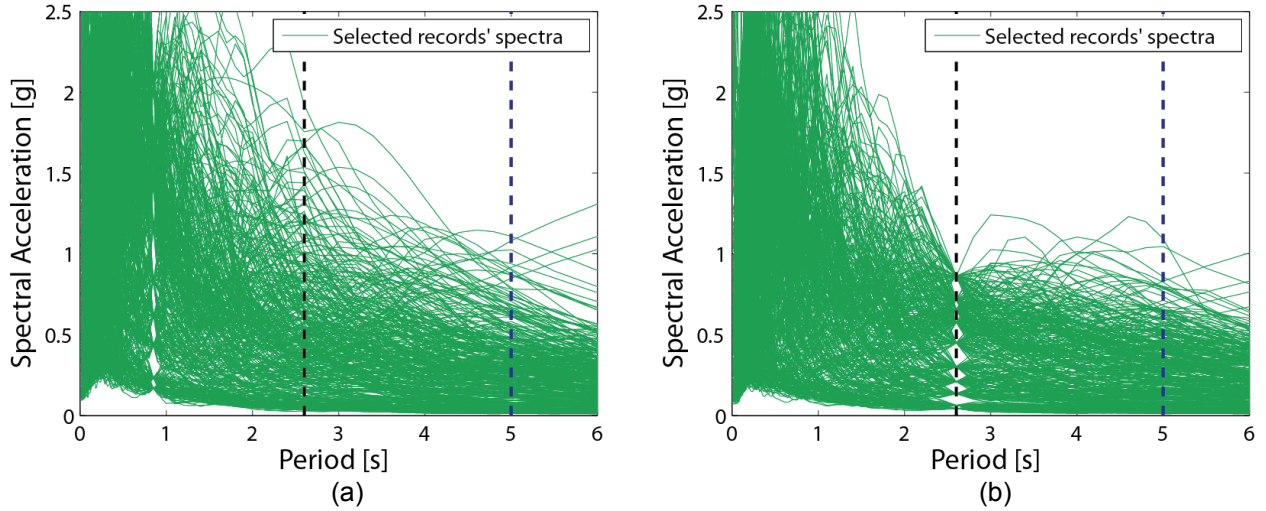 2.5
2
1.5
1
0.5
0
Spectral Acceleration [g]
Selected records' spectra
0 1 2 3 4 5 6
Period [s]
(a)
2.5
2
1.5
1
0.5
0
Spectral Acceleration [g]
Selected records' spectra
0 1 2 3 4 5 6
Period [s]
(b)